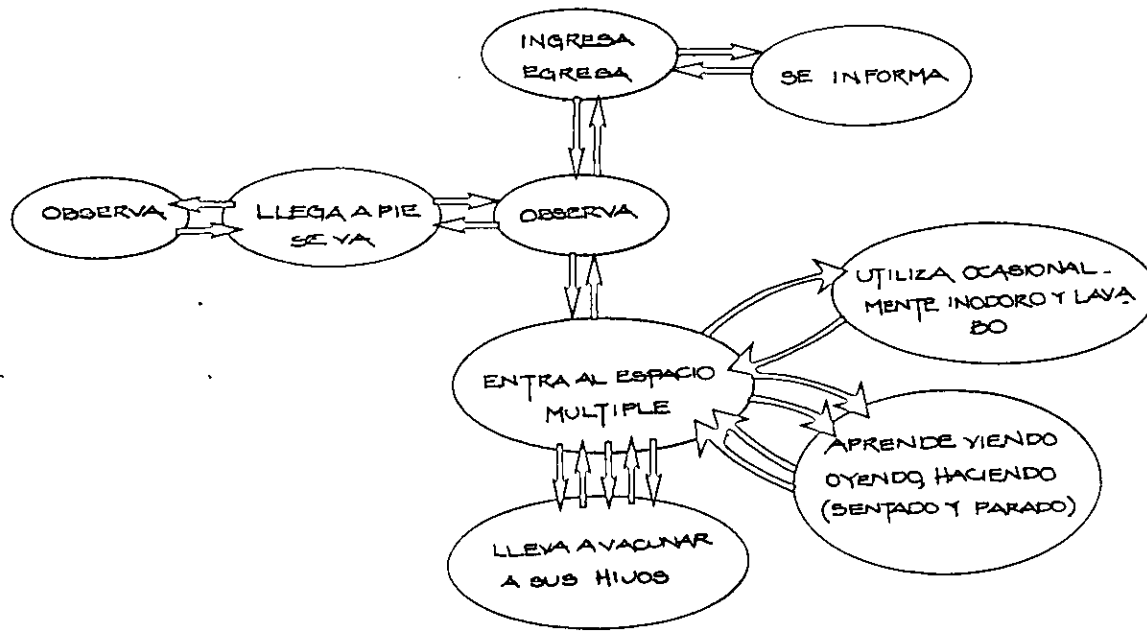 INGRESA
EGRESA
SE INFORMA
OBSERVA
LLEGA A PIE
SE VA
OBSERVA
UTILIZA OCASIONAL-
MENTE INODORO Y LAVA
BO
ENTRA AL ESPACIO
MULTIPLE
APRENDE VIENDO
OYENDO, HACIENDO
(SENTADO Y PARADO)
LLEVA A VACUNAR
A SUS HIJOS